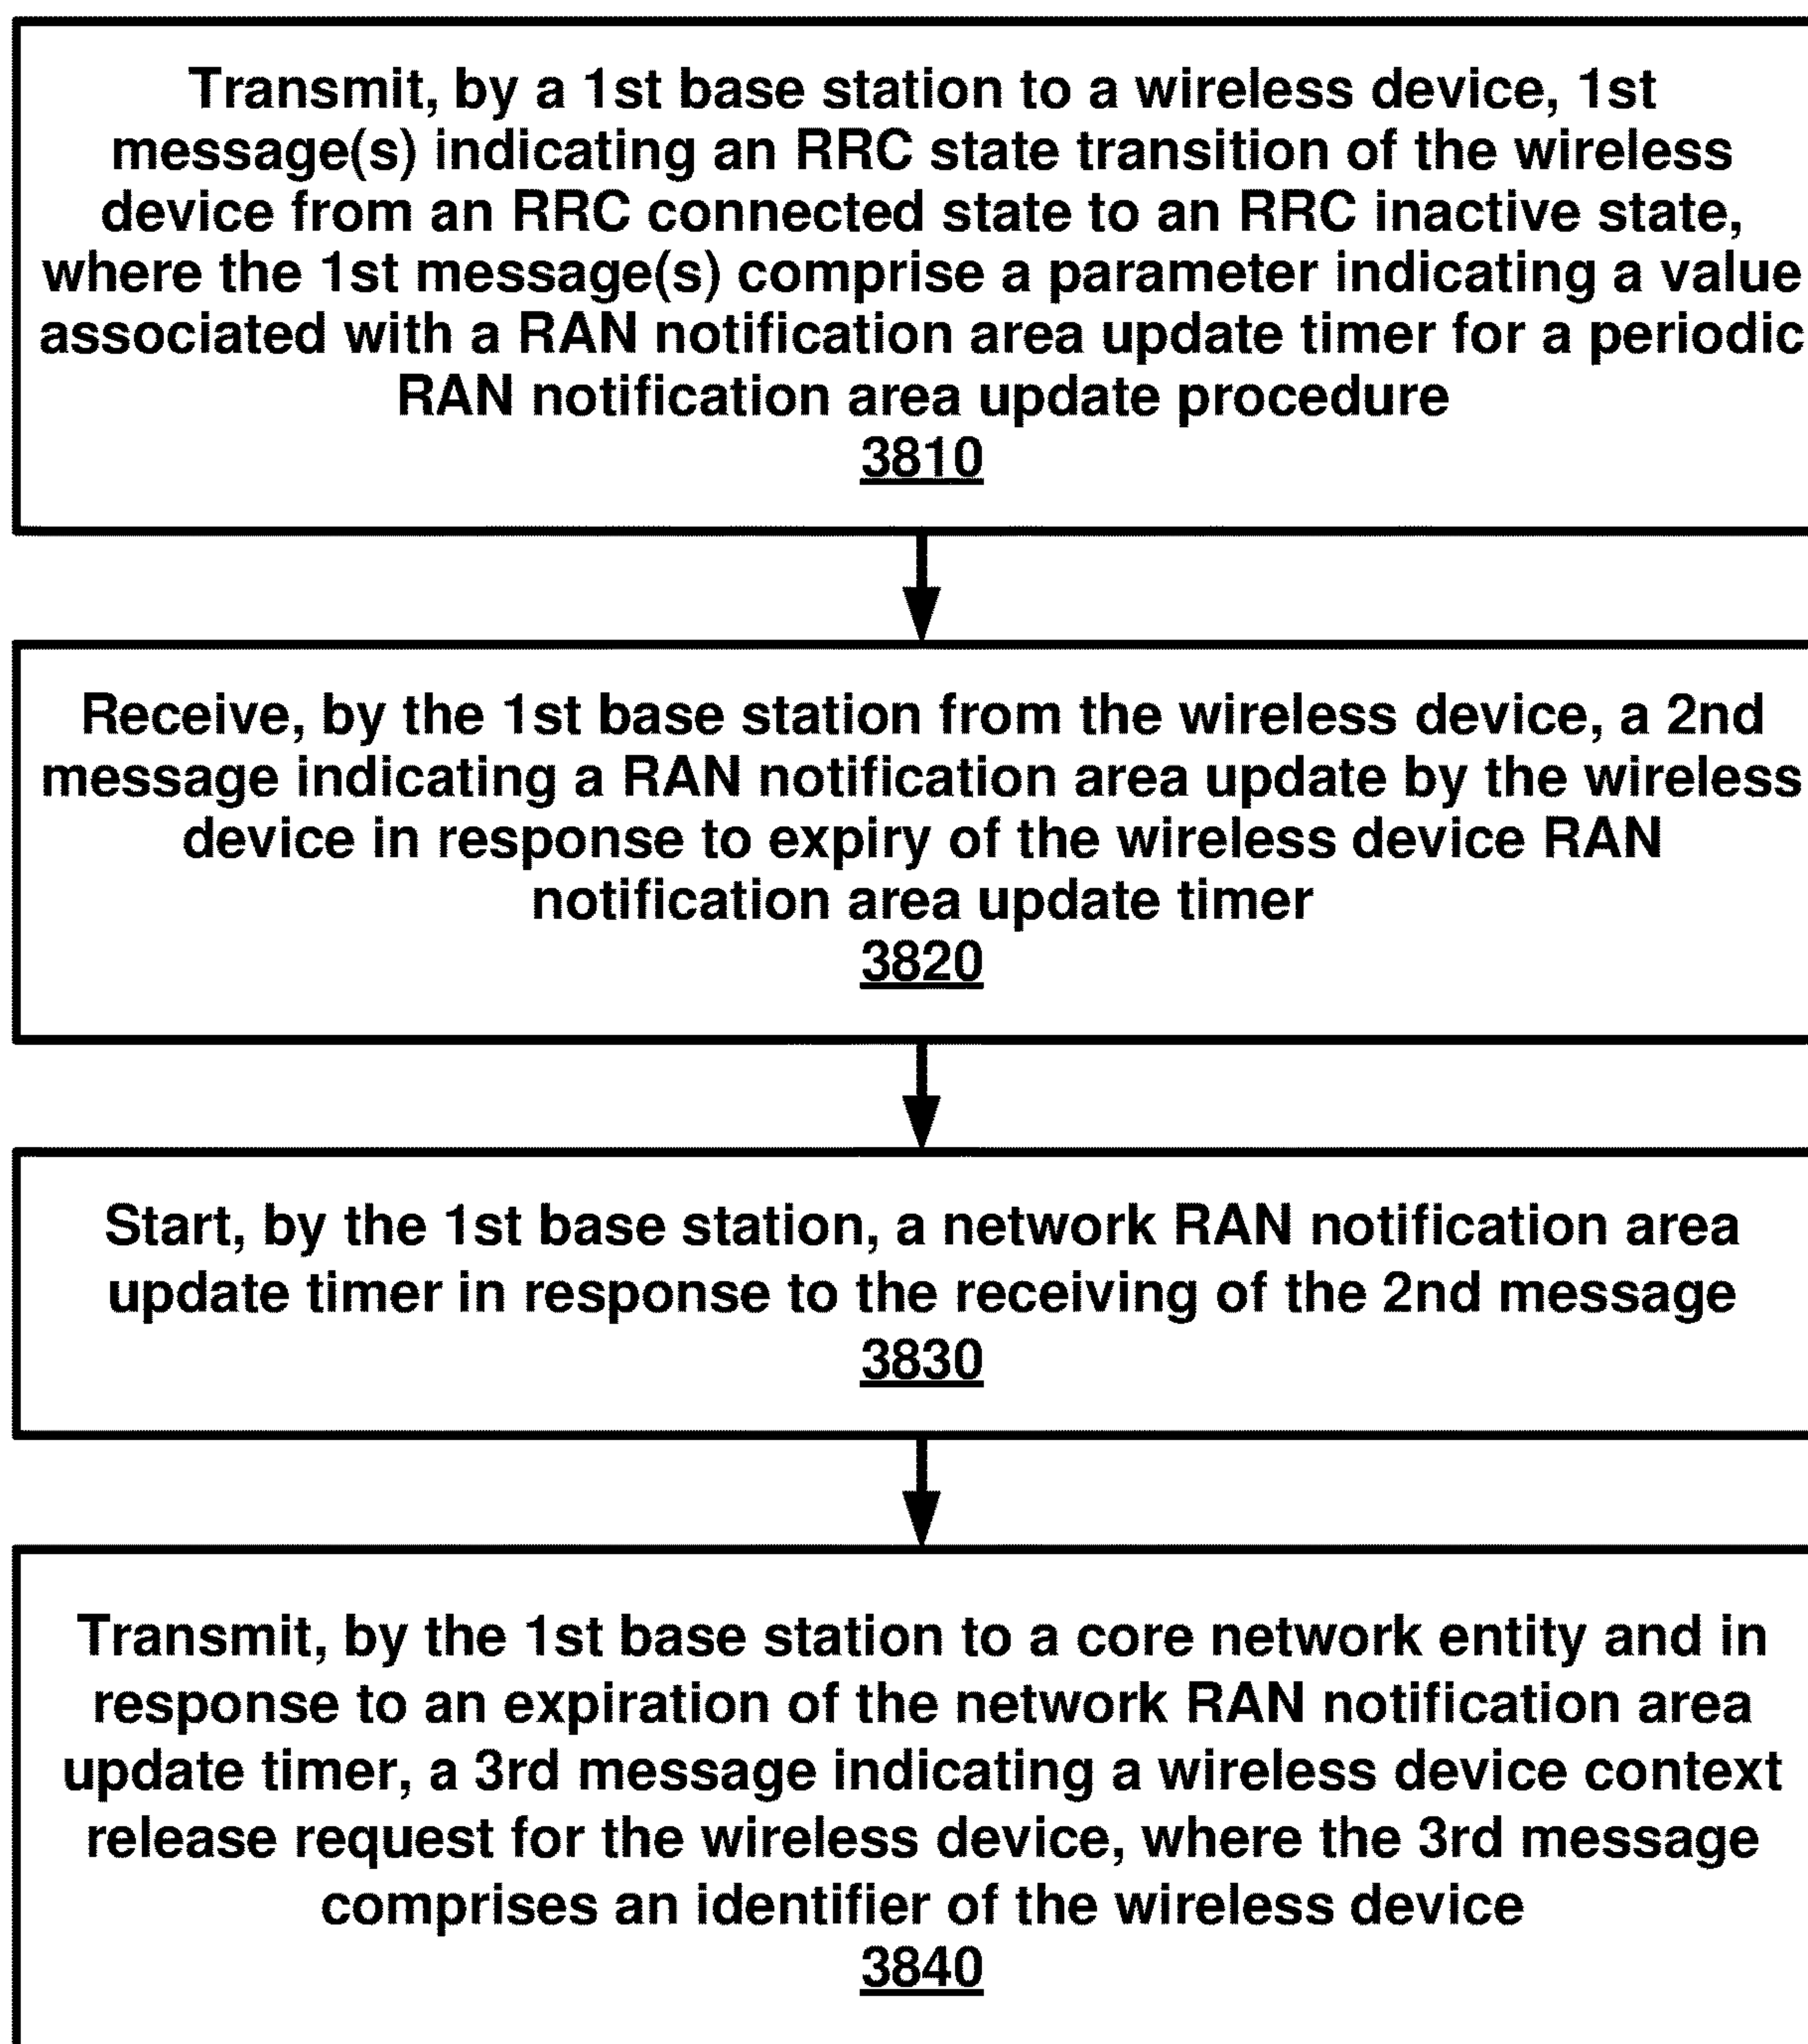 Transmit, by a 1st base station to a wireless device, 1st
message(s) indicating an RRC state transition of the wireless
device from an RRC connected state to an RRC inactive state,
where the 1st message(s) comprise a parameter indicating a value
associated with a RAN notification area update timer for a periodic
RAN notification area update procedure
3810
Receive, by the 1st base station from the wireless device, a 2nd
message indicating a RAN notification area update by the wireless
device in response to expiry of the wireless device RAN
notification area update timer
3820
Start, by the 1st base station, a network RAN notification area
update timer in response to the receiving of the 2nd message
3830
Transmit, by the 1st base station to a core network entity and in
response to an expiration of the network RAN notification area
update timer, a 3rd message indicating a wireless device context
release request for the wireless device, where the 3rd message
comprises an identifier of the wireless device
3840